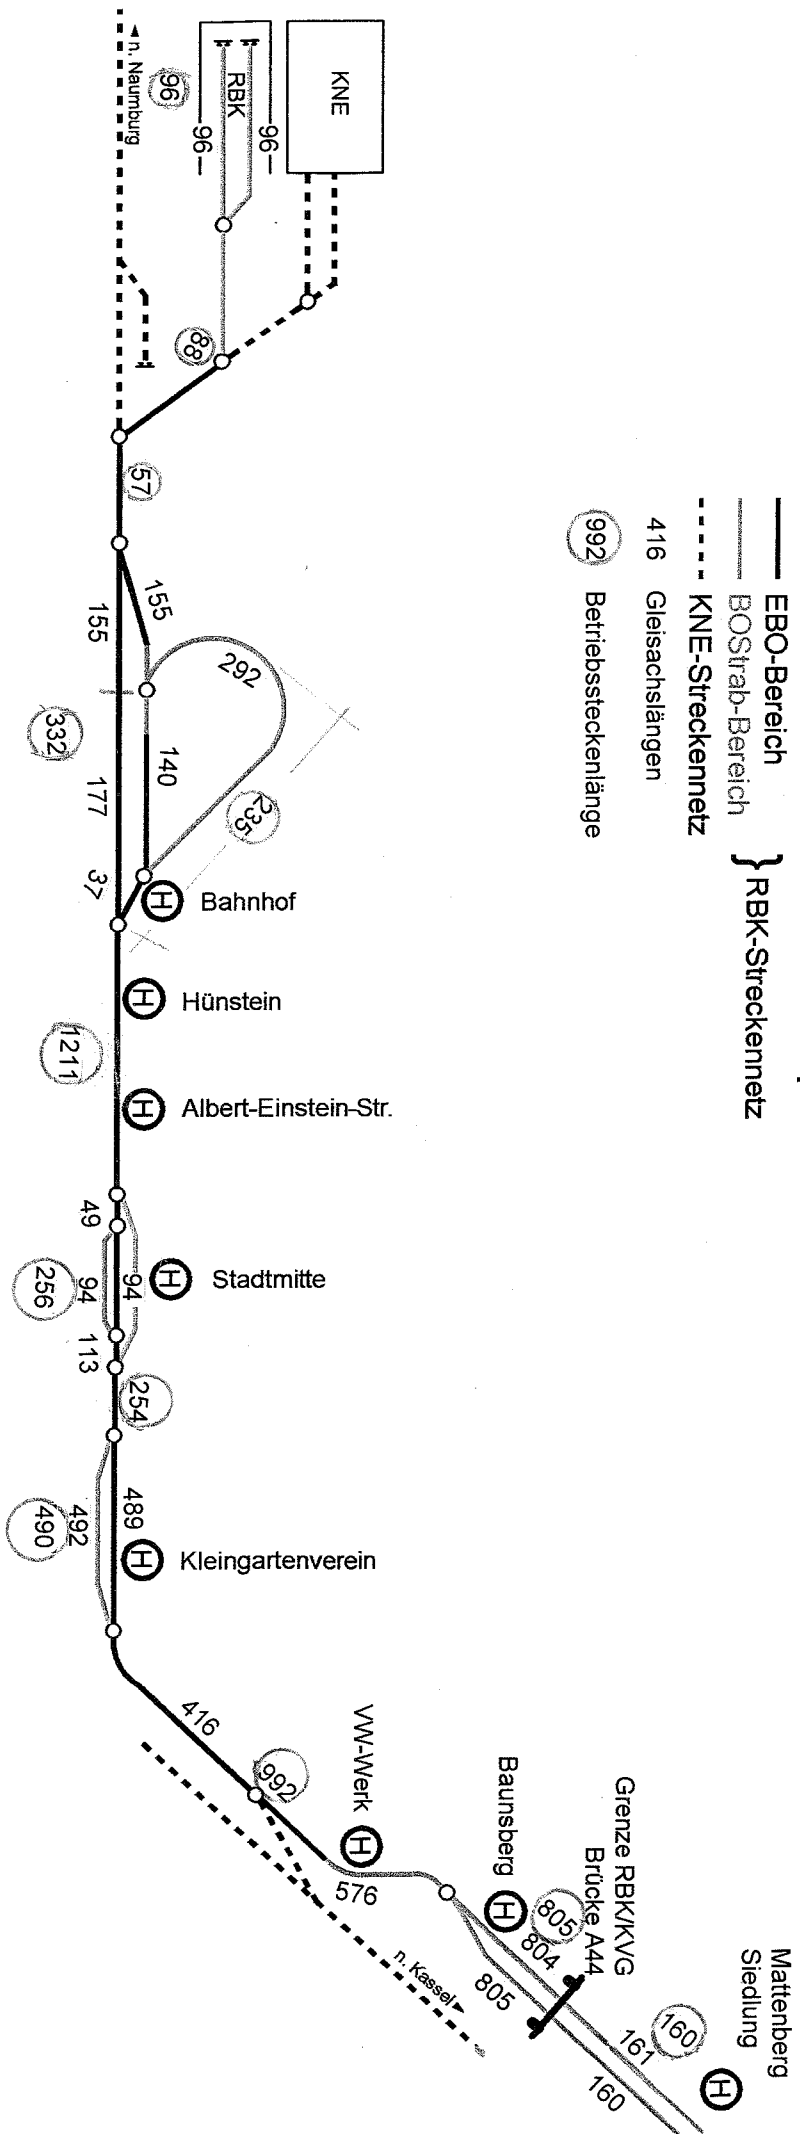 EBO-Bereich
BOStrab-Bereich
} RBK-Streckennetz
KNE-Streckennetz
416 Gleisachslängen
992 Betriebssteckenlänge
◄ n. Naumburg
96
RBK
96
96
KNE
88
57
155
155
292
332
140
177
235
37
Bahnhof
H
Hünstein
H
1211
Albert-Einstein-Str.
H
49
94
94
256
Stadtmitte
H
113
254
489
492
490
Kleingartenverein
H
416
992
VW-Werk
H
576
n. Kassel ►
Baunsberg
H
805
804
805
Grenze RBK/KVG
Brücke A44
160
161
160
Mattenberg
Siedlung
H